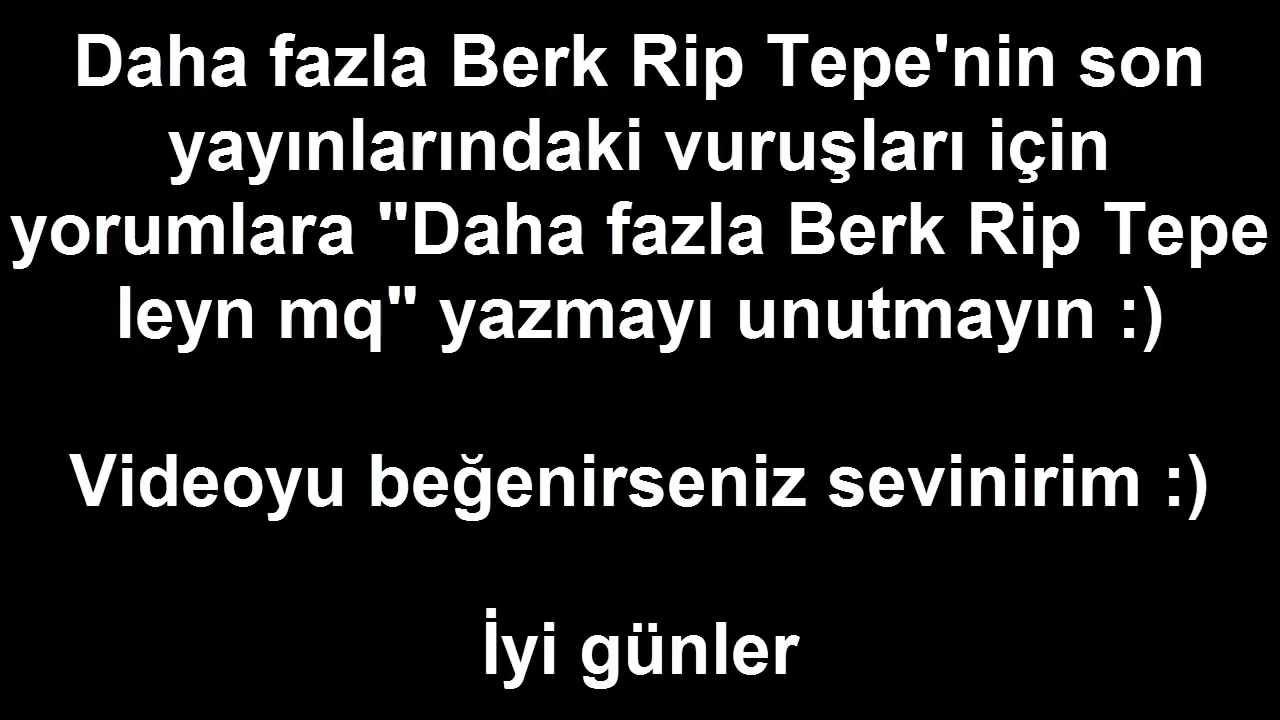 Daha fazla Berk Rip Tepe'nin son
yayınlarındaki vuruşları için
yorumlara "Daha fazla Berk Rip Tepe
leyn mq" yazmayı unutmayın :)
Videoyu beğenirseniz sevinirim :)
İyi günler